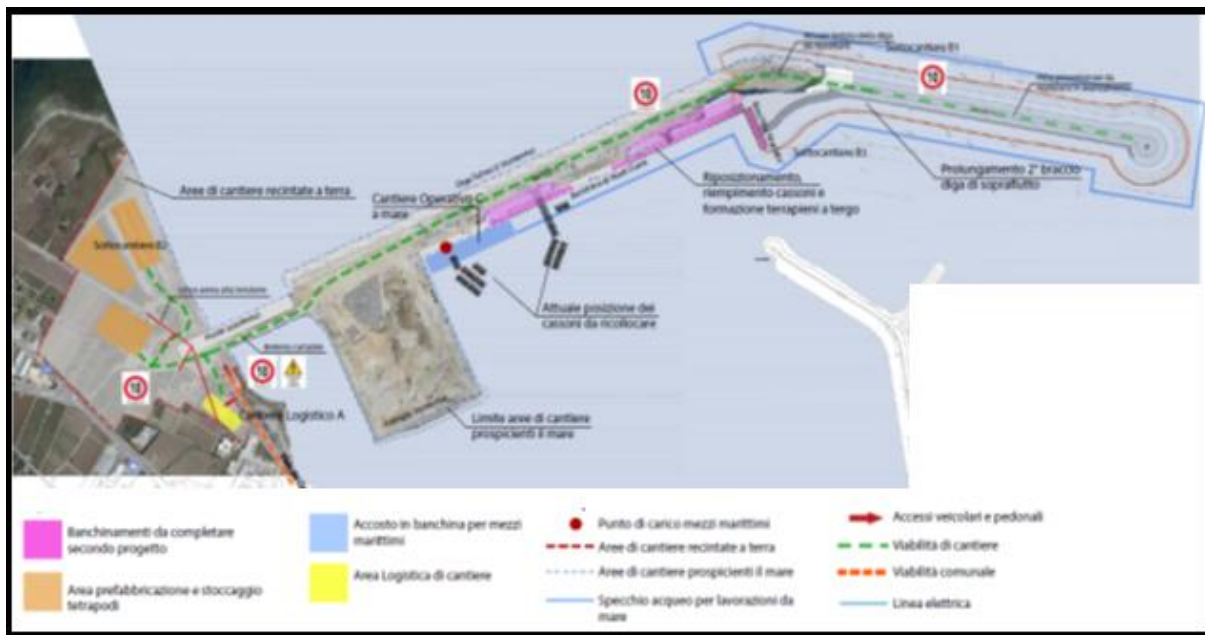 Sottocantiere B1
10
10
Aree di cantiere recintate a terra
Cantiere Operativo C
a mare
Riposizionamento,
riempimento cassoni e
formazione terrapieni a tergo
Sottocantiere B3
Prolungamento 2° braccio
diga di sopraflutto
Sottocantiere B2
Attuale posizione dei
cassoni da ricollocare
10
10
Cantiere Logistico A
Limite aree di cantiere
prospicienti il mare
Banchinamenti da completare
secondo progetto
Area prefabbricazione e stoccaggio
tetrapodi
Accosto in banchina per mezzi
marittimi
Area Logistica di cantiere
Punto di carico mezzi marittimi
Aree di cantiere recintate a terra
Aree di cantiere prospicienti il mare
Specchio acqueo per lavorazioni da
mare
Accessi veicolari e pedonali
Viabilità di cantiere
Viabilità comunale
Linea elettrica